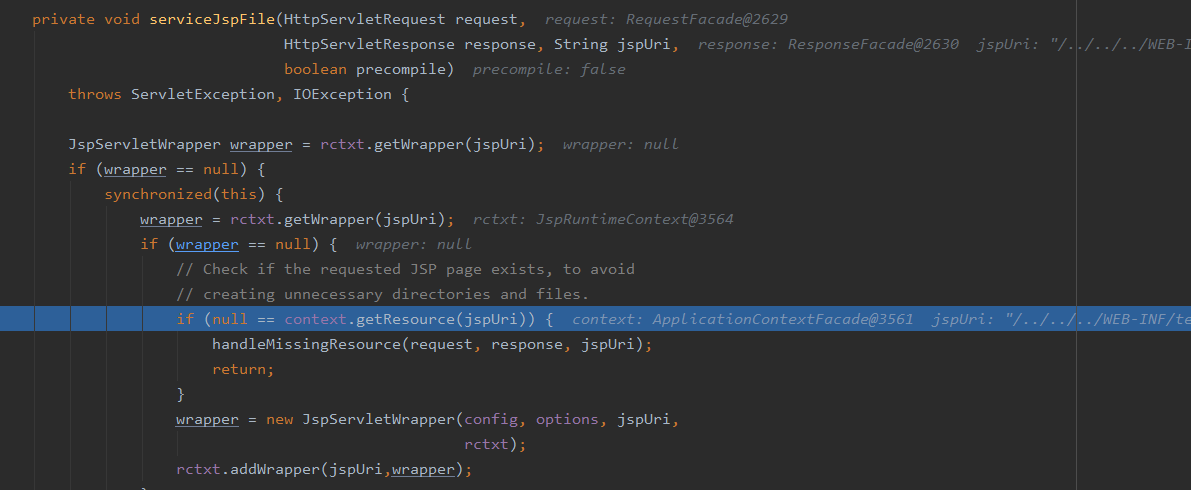 private void serviceJspFile(HttpServletRequest request,  request: RequestFacade@2629
HttpServletResponse response, String jspUri,  response: ResponseFacade@2630  jspUri: "/../../../WEB-I
boolean precompile)  precompile: false
throws ServletException, IOException {
JspServletWrapper wrapper = rctxt.getWrapper(jspUri);  wrapper: null
if (wrapper == null) {
synchronized(this) {
wrapper = rctxt.getWrapper(jspUri);  rctxt: JspRuntimeContext@3564
if (wrapper == null) {  wrapper: null
// Check if the requested JSP page exists, to avoid
// creating unnecessary directories and files.
if (null == context.getResource(jspUri)) {  context: ApplicationContextFacade@3561  jspUri: "/../../../WEB-INF/te
handleMissingResource(request, response, jspUri);
return;
}
wrapper = new JspServletWrapper(config, options, jspUri,
rctxt);
rctxt.addWrapper(jspUri,wrapper);